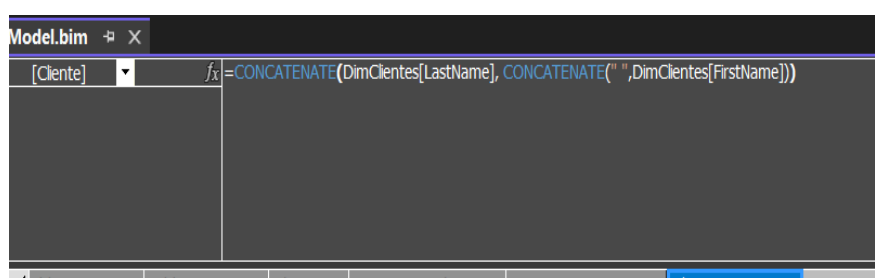 Model.bim
[Cliente] fx =CONCATENATE(DimClientes[LastName], CONCATENATE(" ",DimClientes[FirstName]))